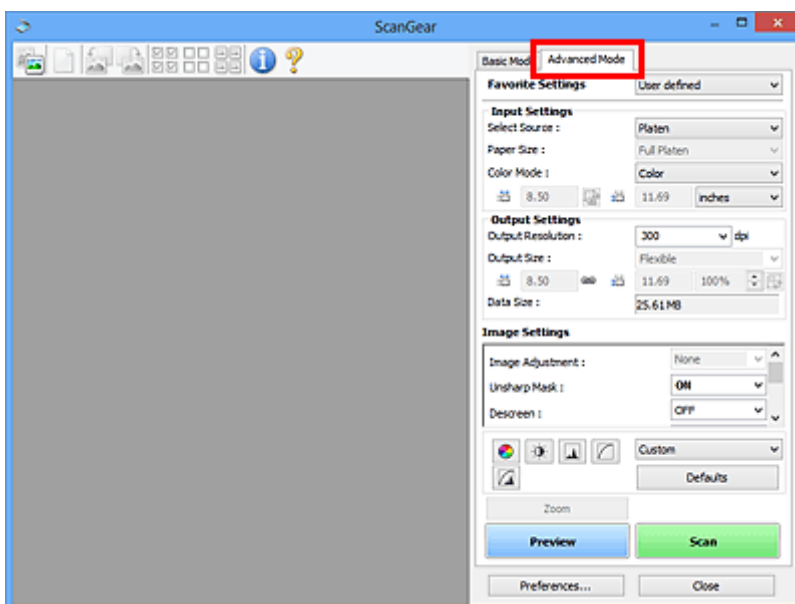 ScanGear
Basic Mod Advanced Mode
Favorite Settings User defined
Input Settings
Select Source : Platen
Paper Size : Full Platen
Color Mode : Color
8.50 11.69 inches
Output Settings
Output Resolution : 300 dpi
Output Size : Flexible
8.50 11.69 100%
Data Size : 25.61MB
Image Settings
Image Adjustment : None
Unsharp Mask : ON
Descreen : OFF
Custom
Defaults
Zoom
Preview Scan
Preferences... Close